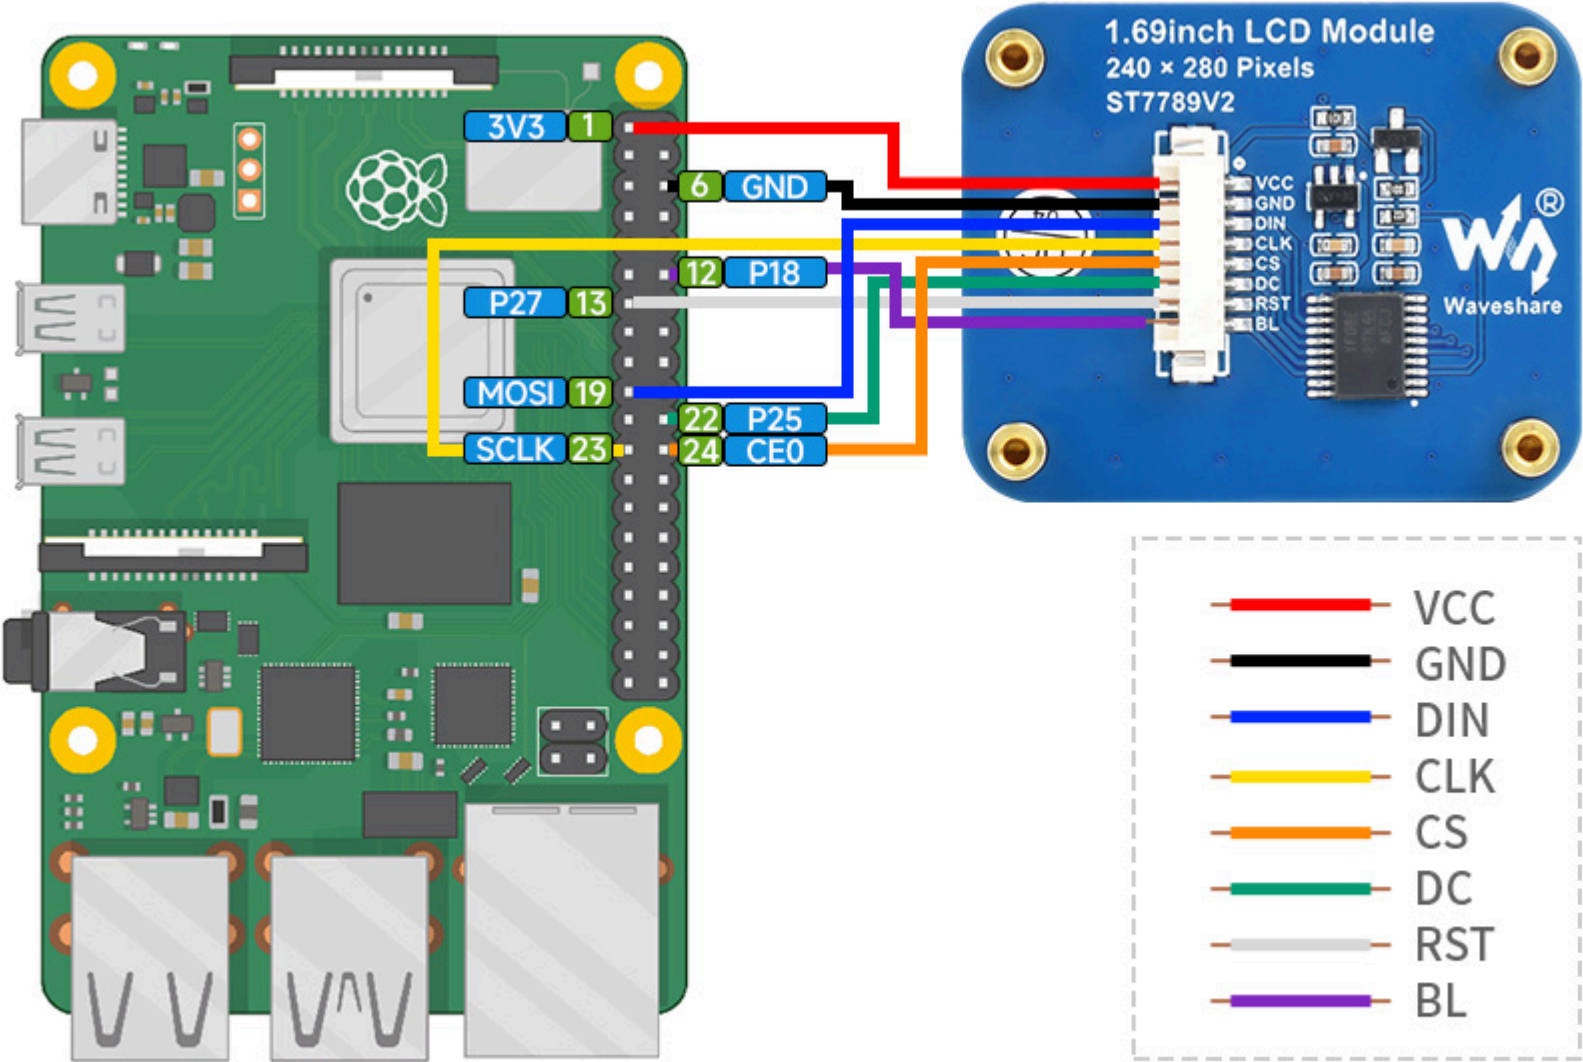 1.69inch LCD Module
240 × 280 Pixels
ST7789V2
3V3 1
6 GND
12 P18
P27 13
MOSI 19
22 P25
SCLK 23
24 CE0
VCC
GND
DIN
CLK
CS
DC
RST
BL
®
Waveshare
VCC
GND
DIN
CLK
CS
DC
RST
BL